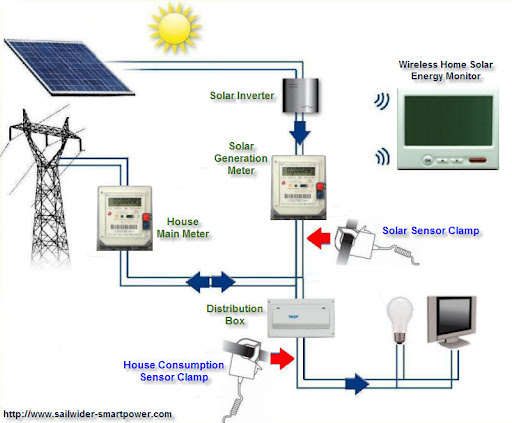 Wireless Home Solar
Energy Monitor
Solar Inverter
Solar
Generation
Meter
House
Main Meter
Solar Sensor Clamp
Distribution
Box
House Consumption
Sensor Clamp
http://www.sailwider-smartpower.com